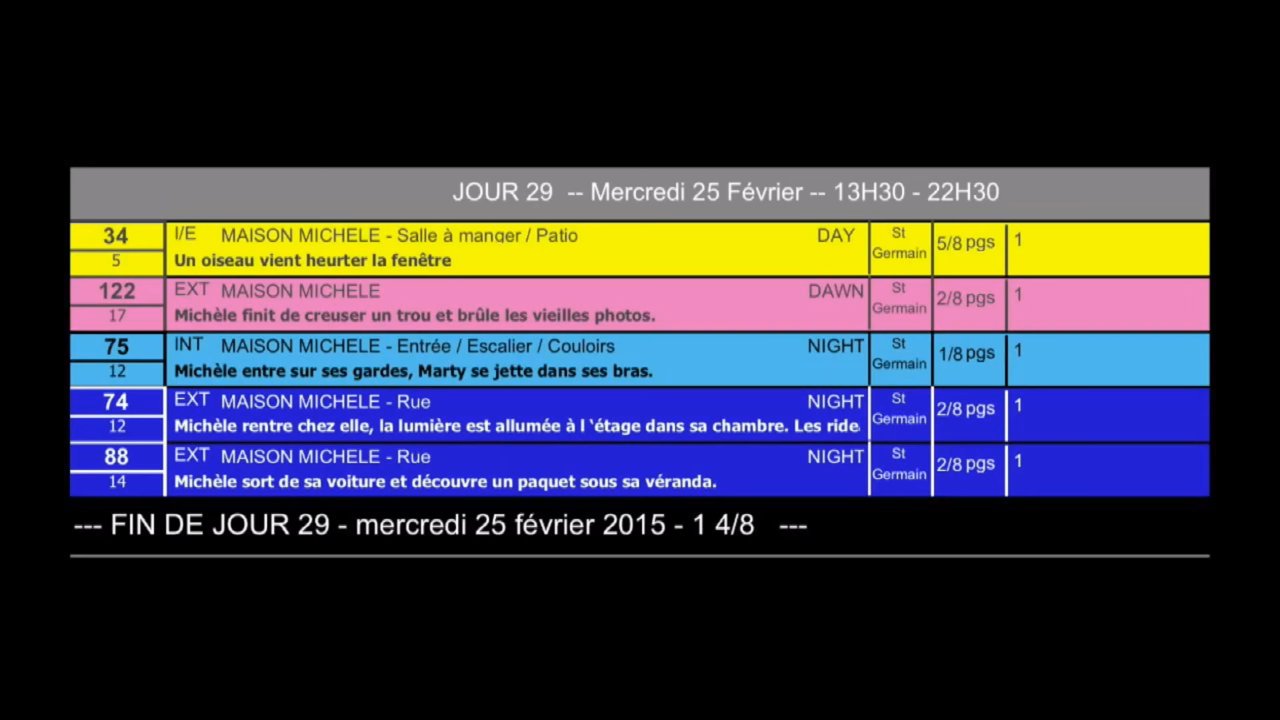 JOUR 29 -- Mercredi 25 Février -- 13H30 - 22H30
34 I/E MAISON MICHELE - Salle à manger / Patio DAY St Germain 5/8 pgs 1
5 Un oiseau vient heurter la fenêtre
122 EXT MAISON MICHELE DAWN St Germain 2/8 pgs 1
17 Michèle finit de creuser un trou et brûle les vieilles photos.
75 INT MAISON MICHELE - Entrée / Escalier / Couloirs NIGHT St Germain 1/8 pgs 1
12 Michèle entre sur ses gardes, Marty se jette dans ses bras.
74 EXT MAISON MICHELE - Rue NIGHT St Germain 2/8 pgs 1
12 Michèle rentre chez elle, la lumière est allumée à l ‛étage dans sa chambre. Les ride
88 EXT MAISON MICHELE - Rue NIGHT St Germain 2/8 pgs 1
14 Michèle sort de sa voiture et découvre un paquet sous sa véranda.
--- FIN DE JOUR 29 - mercredi 25 février 2015 - 1 4/8 ---